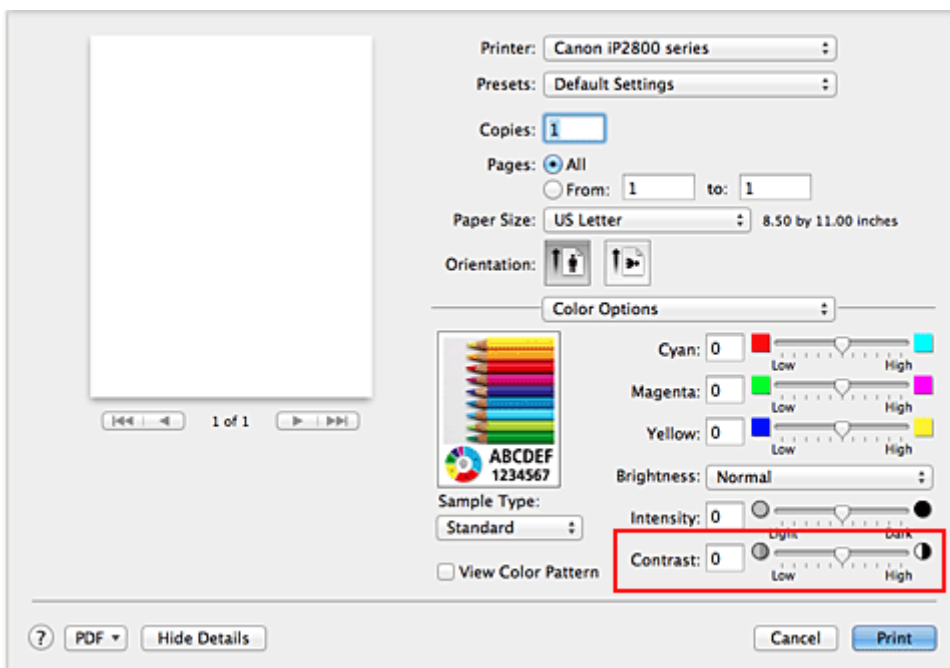 Printer: Canon iP2800 series
Presets: Default Settings
Copies: 1
Pages: All
From: 1 to: 1
Paper Size: US Letter 8.50 by 11.00 inches
Orientation:
Color Options
Cyan: 0
Low High
Magenta: 0
Low High
Yellow: 0
Low High
Brightness: Normal
Intensity: 0
Light Dark
Contrast: 0
Low High
1 of 1
ABCDEF
1234567
Sample Type:
Standard
View Color Pattern
? PDF Hide Details Cancel Print